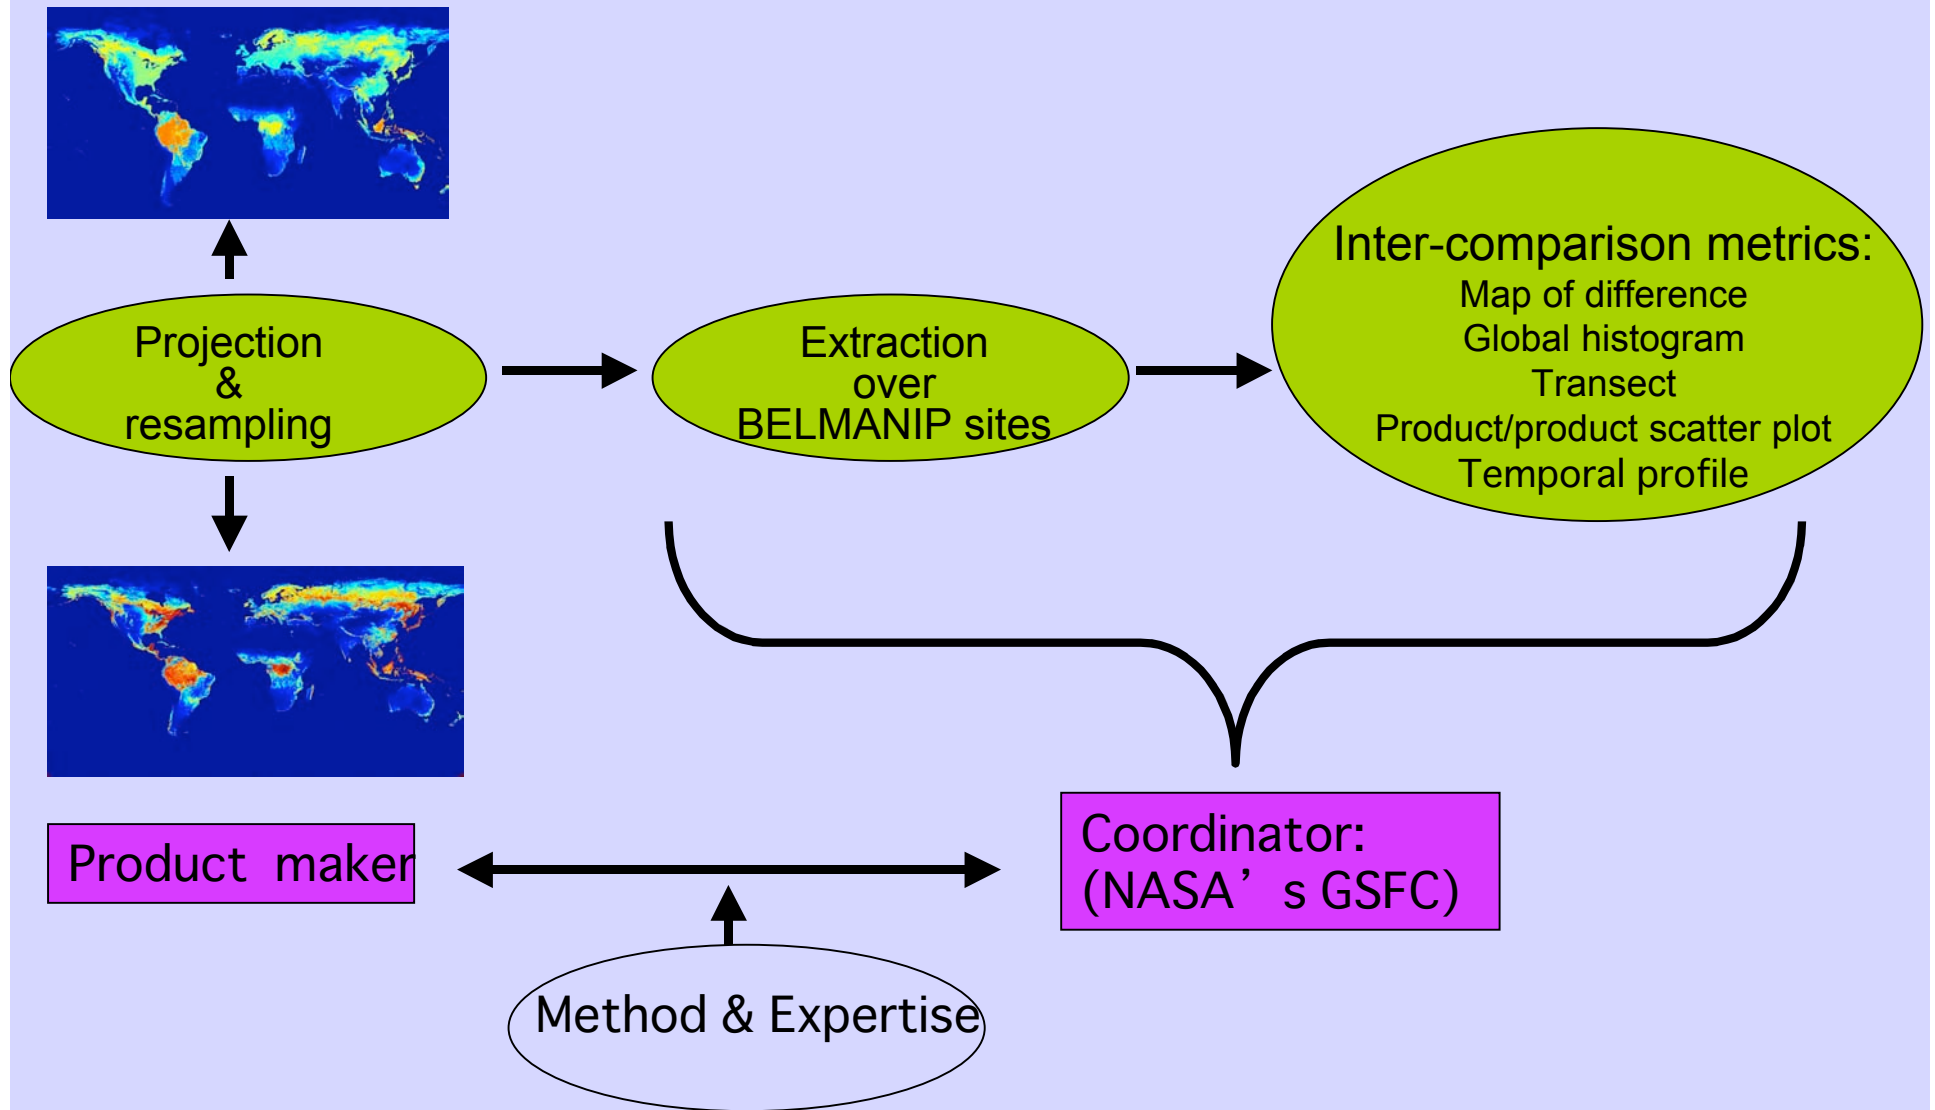 Projection
&
resampling
Extraction
over
BELMANIP sites
Inter-comparison metrics:
Map of difference
Global histogram
Transect
Product/product scatter plot
Temporal profile
Product maker
Coordinator:
(NASA’ s GSFC)
Method & Expertise